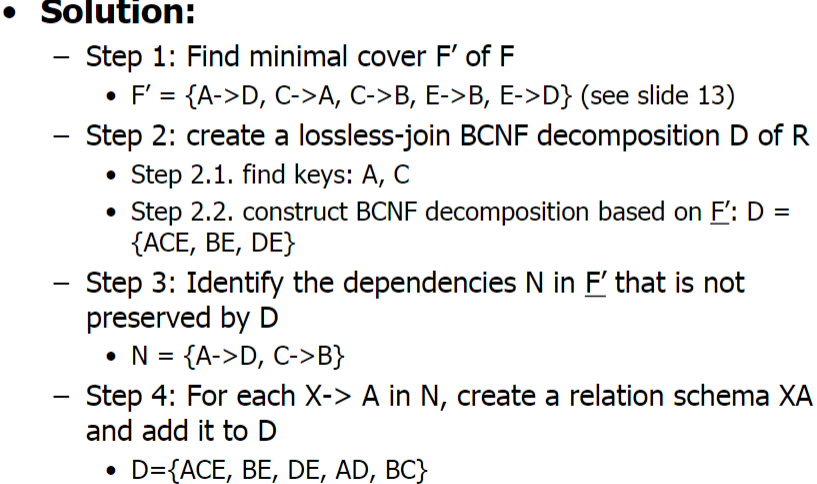 • Solution:
– Step 1: Find minimal cover F′ of F
• F′ = {A->D, C->A, C->B, E->B, E->D} (see slide 13)
– Step 2: create a lossless-join BCNF decomposition D of R
• Step 2.1. find keys: A, C
• Step 2.2. construct BCNF decomposition based on F′: D =
{ACE, BE, DE}
– Step 3: Identify the dependencies N in F′ that is not
preserved by D
• N = {A->D, C->B}
– Step 4: For each X-> A in N, create a relation schema XA
and add it to D
• D={ACE, BE, DE, AD, BC}